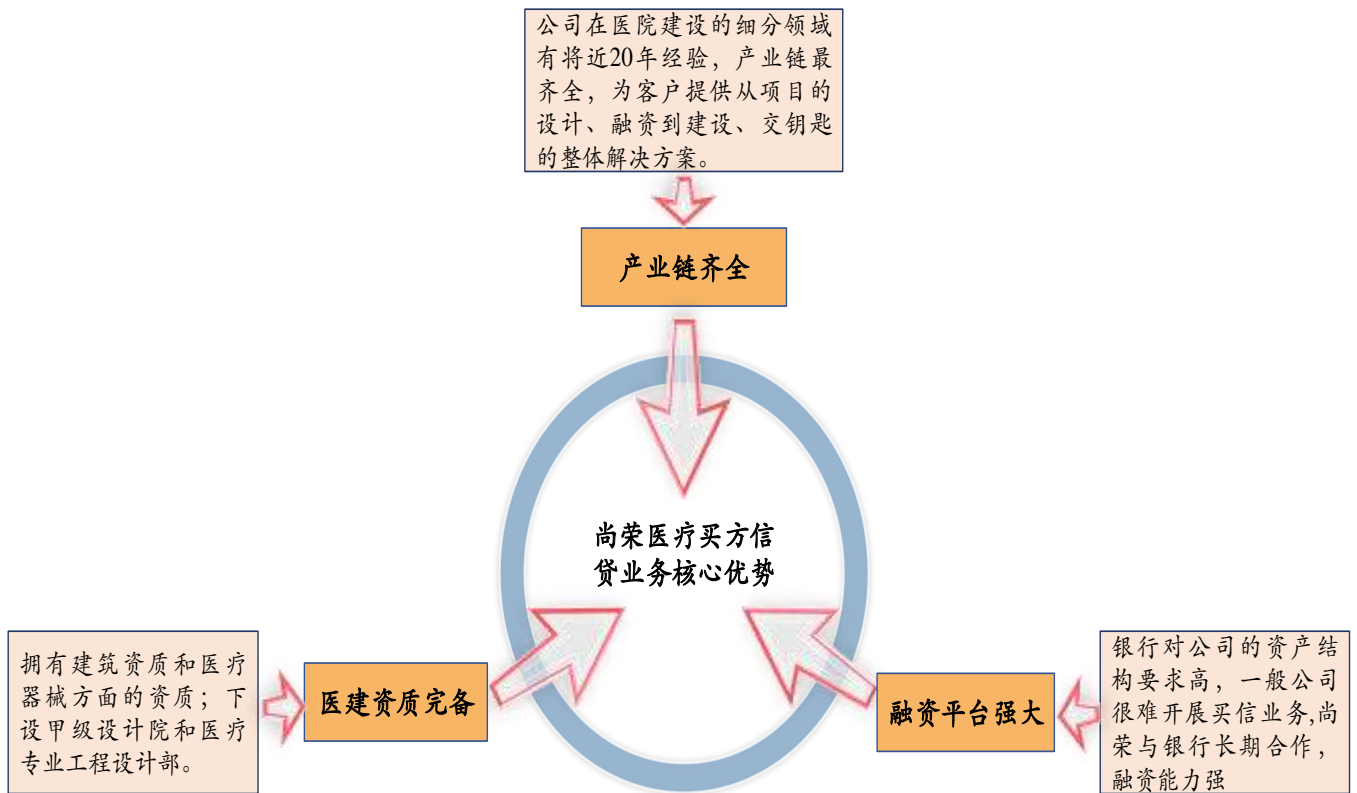 公司在医院建设的细分领域
有将近20年经验，产业链最
齐全，为客户提供从项目的
设计、融资到建设、交钥匙
的整体解决方案。
产业链齐全
尚荣医疗买方信
贷业务核心优势
拥有建筑资质和医疗
器械方面的资质；下
设甲级设计院和医疗
专业工程设计部。
医建资质完备
融资平台强大
银行对公司的资产结
构要求高，一般公司
很难开展买信业务,尚
荣与银行长期合作，
融资能力强